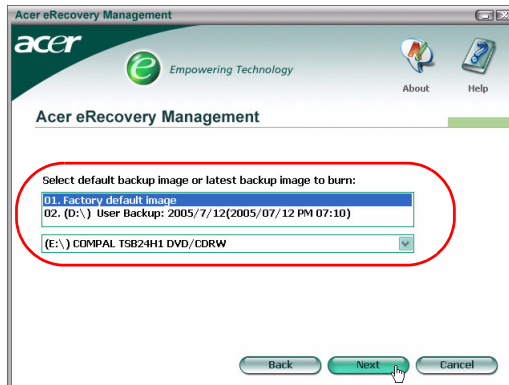 Acer eRecovery Management
acer
e Empowering Technology
About
Help
Acer eRecovery Management
Select default backup image or latest backup image to burn:
01. Factory default image
02. (D:\) User Backup: 2005/7/12(2005/07/12 PM 07:10)
(E:\) COMPAL TSB24H1 DVD/CDRW
Back
Next
Cancel